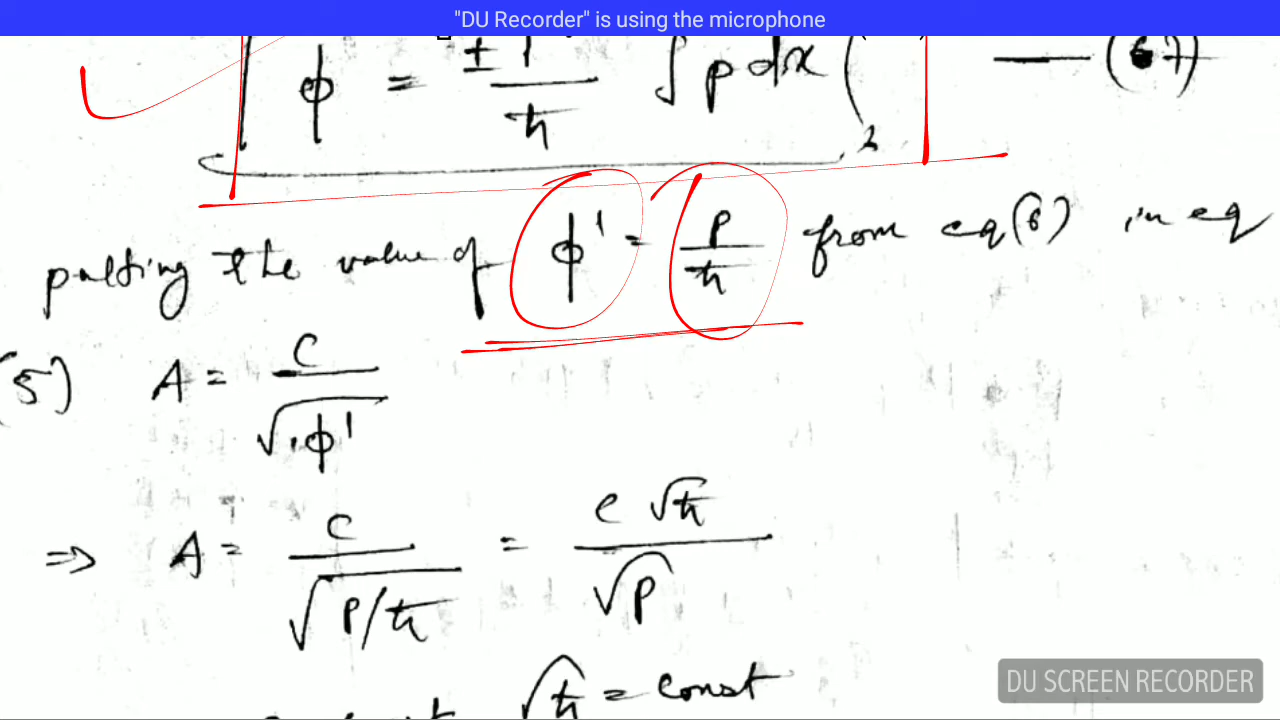 "DU Recorder" is using the microphone
ϕ = ±1/ħ ∫ p dx — (67)
putting the value of ϕ' = p/ħ from eq(6) in eq
(5) A = C/√ϕ'
⇒ A = C/√(P/ħ) = C√ħ/√P
√ħ = const
DU SCREEN RECORDER